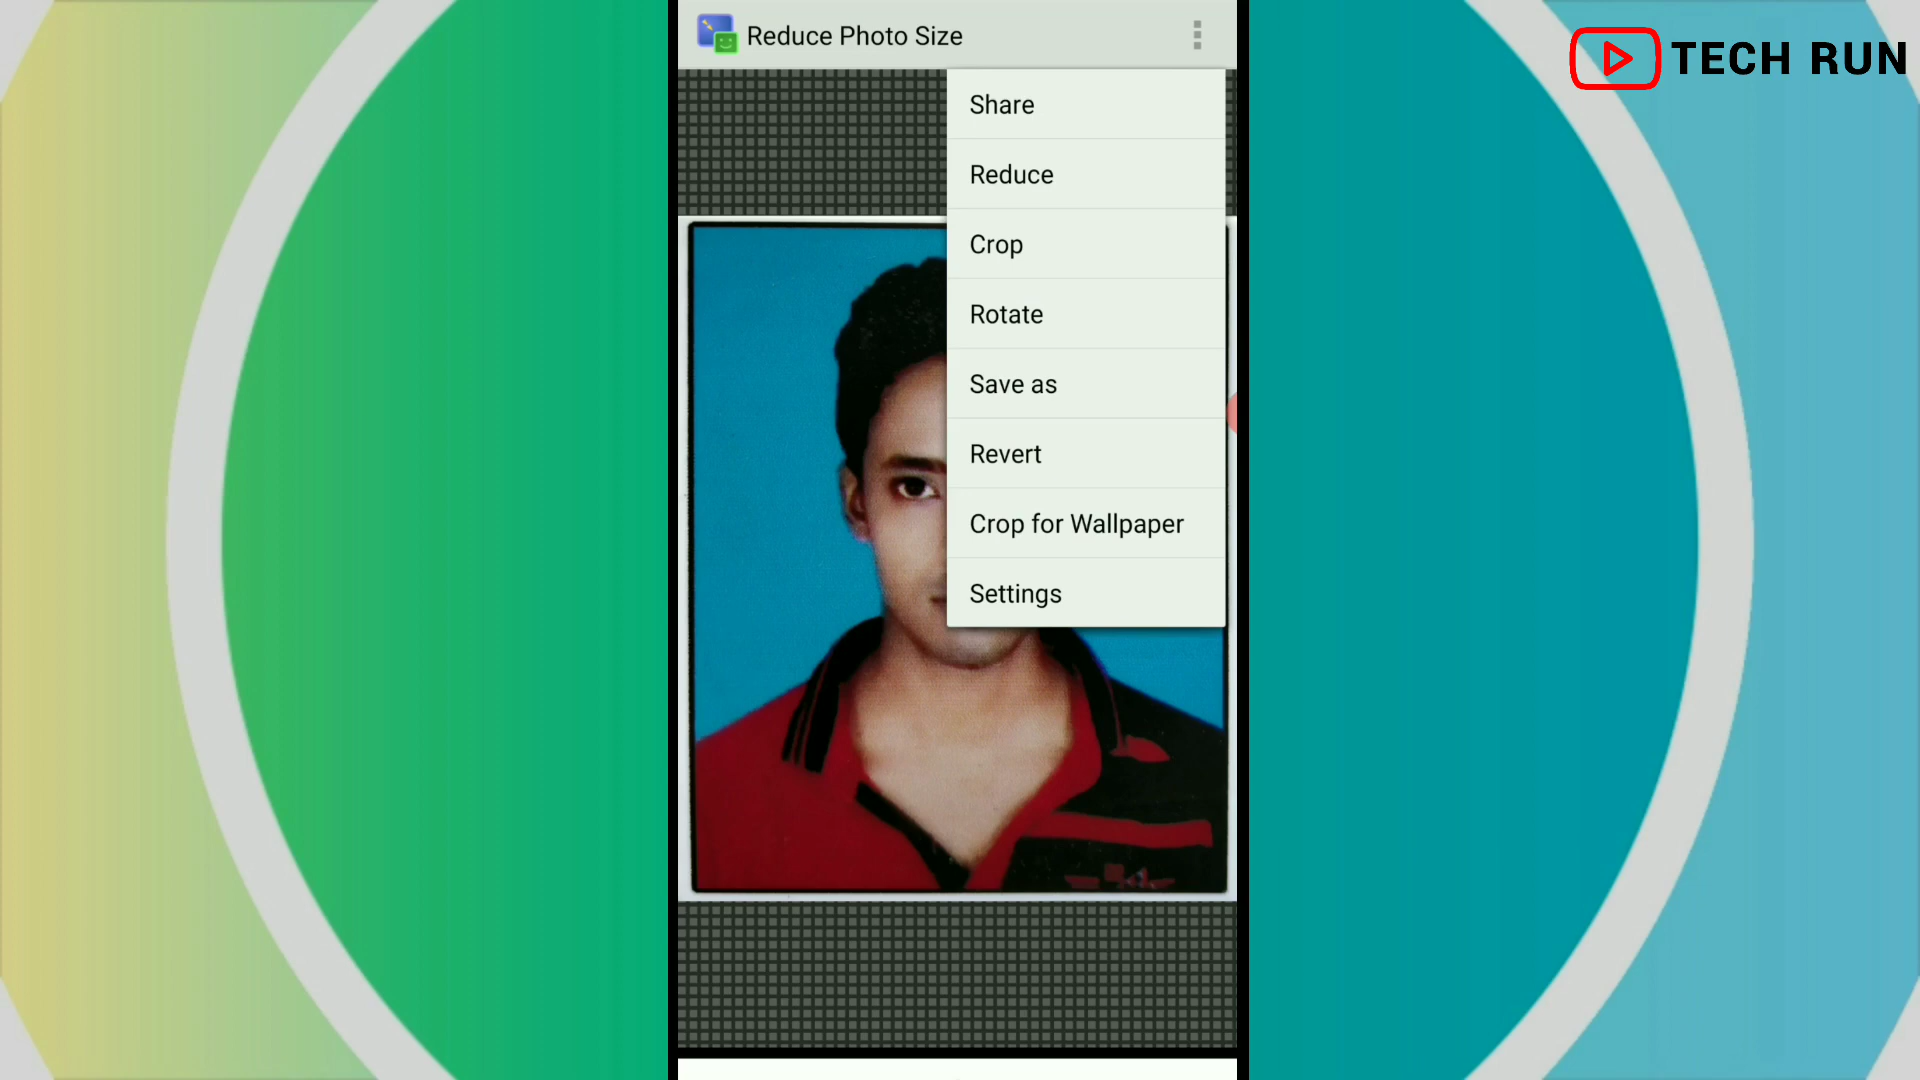 Reduce Photo Size
TECH RUN
Share
Reduce
Crop
Rotate
Save as
Revert
Crop for Wallpaper
Settings